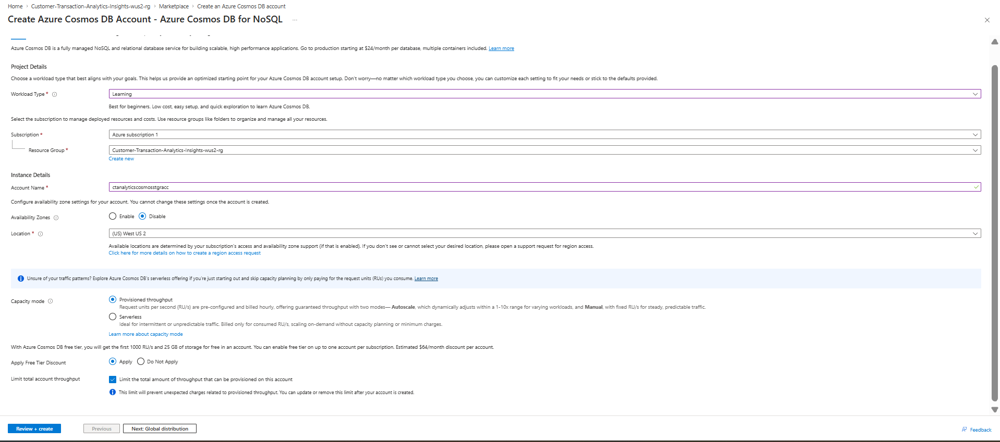 Home > Customer-Transaction-Analytics-Insights-wus2-rg > Marketplace > Create an Azure Cosmos DB account
Create Azure Cosmos DB Account - Azure Cosmos DB for NoSQL ...
Azure Cosmos DB is a fully managed NoSQL and relational database service for building scalable, high performance applications. Go to production starting at $24/month per database, multiple containers included. Learn more
Project Details
Choose a workload type that best aligns with your goals. This helps us provide an optimized starting point for your Azure Cosmos DB account setup. Don't worry—no matter which workload type you choose, you can customize each setting to fit your needs or stick to the defaults provided.
Workload Type * Learning
Best for beginners. Low cost, easy setup, and quick exploration to learn Azure Cosmos DB.
Select the subscription to manage deployed resources and costs. Use resource groups like folders to organize and manage all your resources.
Subscription * Azure subscription 1
Resource Group * Customer-Transaction-Analytics-Insights-wus2-rg
Create new
Instance Details
Account Name * ctanalyticscosmosstgracc
Configure availability zone settings for your account. You cannot change these settings once the account is created.
Availability Zones Enable Disable
Location * (US) West US 2
Available locations are determined by your subscription's access and availability zone support (if that is enabled). If you don't see or cannot select your desired location, please open a support request for region access.
Click here for more details on how to create a region access request
Unsure of your traffic patterns? Explore Azure Cosmos DB's serverless offering if you're just starting out and skip capacity planning by only paying for the request units (RUs) you consume. Learn more
Capacity mode Provisioned throughput
Request units per second (RU/s) are pre-configured and billed hourly, offering guaranteed throughput with two modes— Autoscale, which dynamically adjusts within a 1-10x range for varying workloads, and Manual, with fixed RU/s for steady, predictable traffic.
Serverless
Ideal for intermittent or unpredictable traffic. Billed only for consumed RU/s, scaling on-demand without capacity planning or minimum charges.
Learn more about capacity mode
With Azure Cosmos DB free tier, you will get the first 1000 RU/s and 25 GB of storage for free in an account. You can enable free tier on up to one account per subscription. Estimated $64/month discount per account.
Apply Free Tier Discount Apply Do Not Apply
Limit total account throughput Limit the total amount of throughput that can be provisioned on this account
This limit will prevent unexpected charges related to provisioned throughput. You can update or remove this limit after your account is created.
Review + create Previous Next: Global distribution Feedback